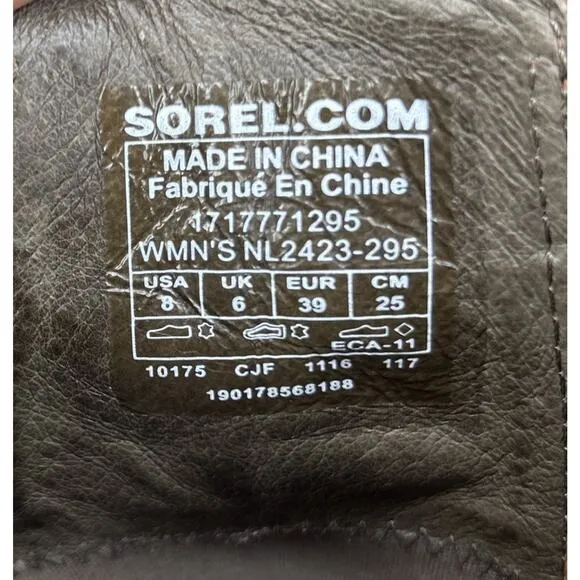 SOREL.COM
MADE IN CHINA
Fabriqué En Chine
1717771295
WMN'S NL2423-295
USA UK EUR CM
8 6 39 25
ECA-11
10175 CJF 1116 117
190178568188